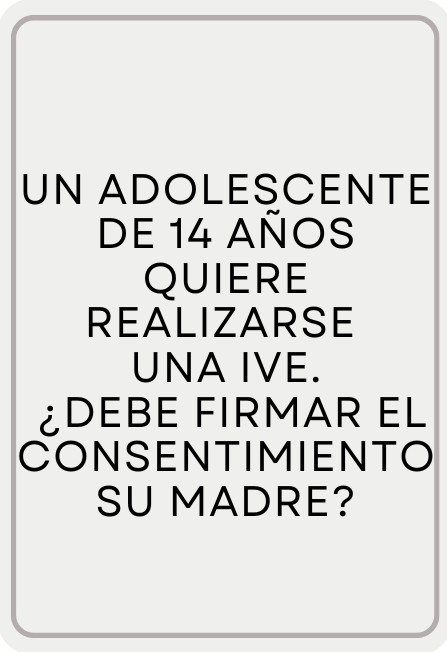 UN ADOLESCENTE
DE 14 AÑOS
QUIERE
REALIZARSE
UNA IVE.
¿DEBE FIRMAR EL
CONSENTIMIENTO
SU MADRE?